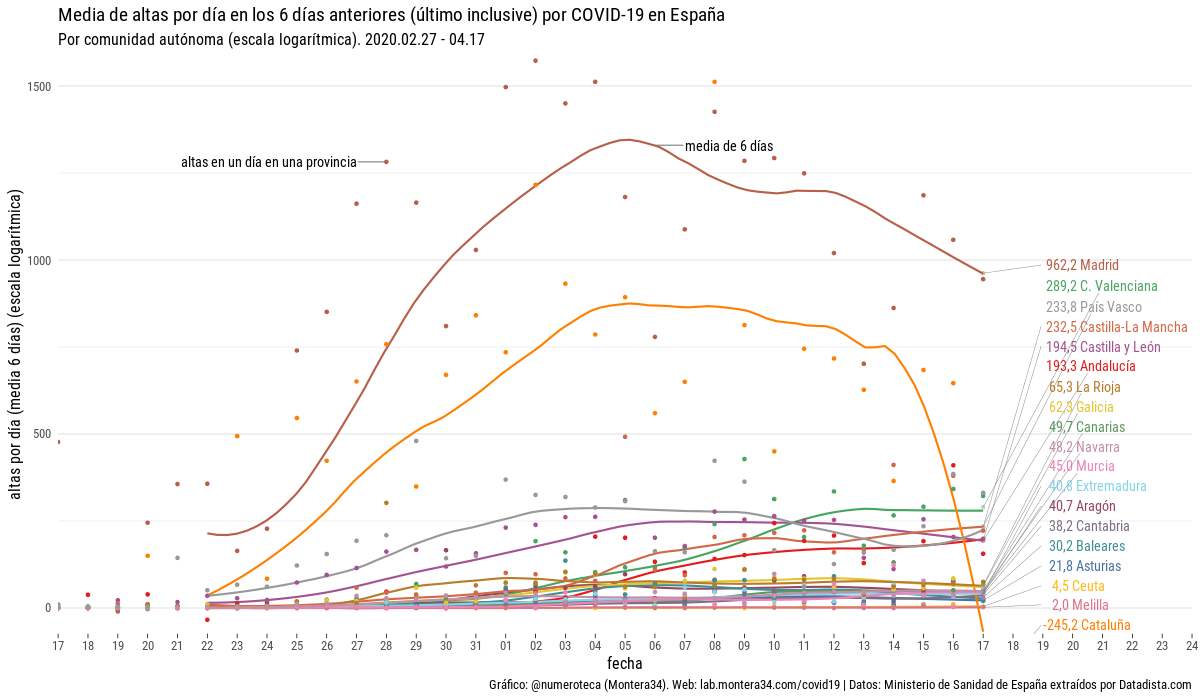 Media de altas por día en los 6 días anteriores (último inclusive) por COVID-19 en España
Por comunidad autónoma (escala logarítmica). 2020.02.27 - 04.17
altas por día (media 6 días) (escala logarítmica)
1500
1000
500
0
altas en un día en una provincia
media de 6 días
962,2 Madrid
289,2 C. Valenciana
233,8 País Vasco
232,5 Castilla-La Mancha
194,5 Castilla y León
193,3 Andalucía
65,3 La Rioja
62,3 Galicia
49,7 Canarias
48,2 Navarra
45,0 Murcia
40,8 Extremadura
40,7 Aragón
38,2 Cantabria
30,2 Baleares
21,8 Asturias
4,5 Ceuta
2,0 Melilla
-245,2 Cataluña
17 18 19 20 21 22 23 24 25 26 27 28 29 30 31 01 02 03 04 05 06 07 08 09 10 11 12 13 14 15 16 17 18 19 20 21 22 23 24
fecha
Gráfico: @numeroteca (Montera34). Web: lab.montera34.com/covid19 | Datos: Ministerio de Sanidad de España extraídos por Datadista.com